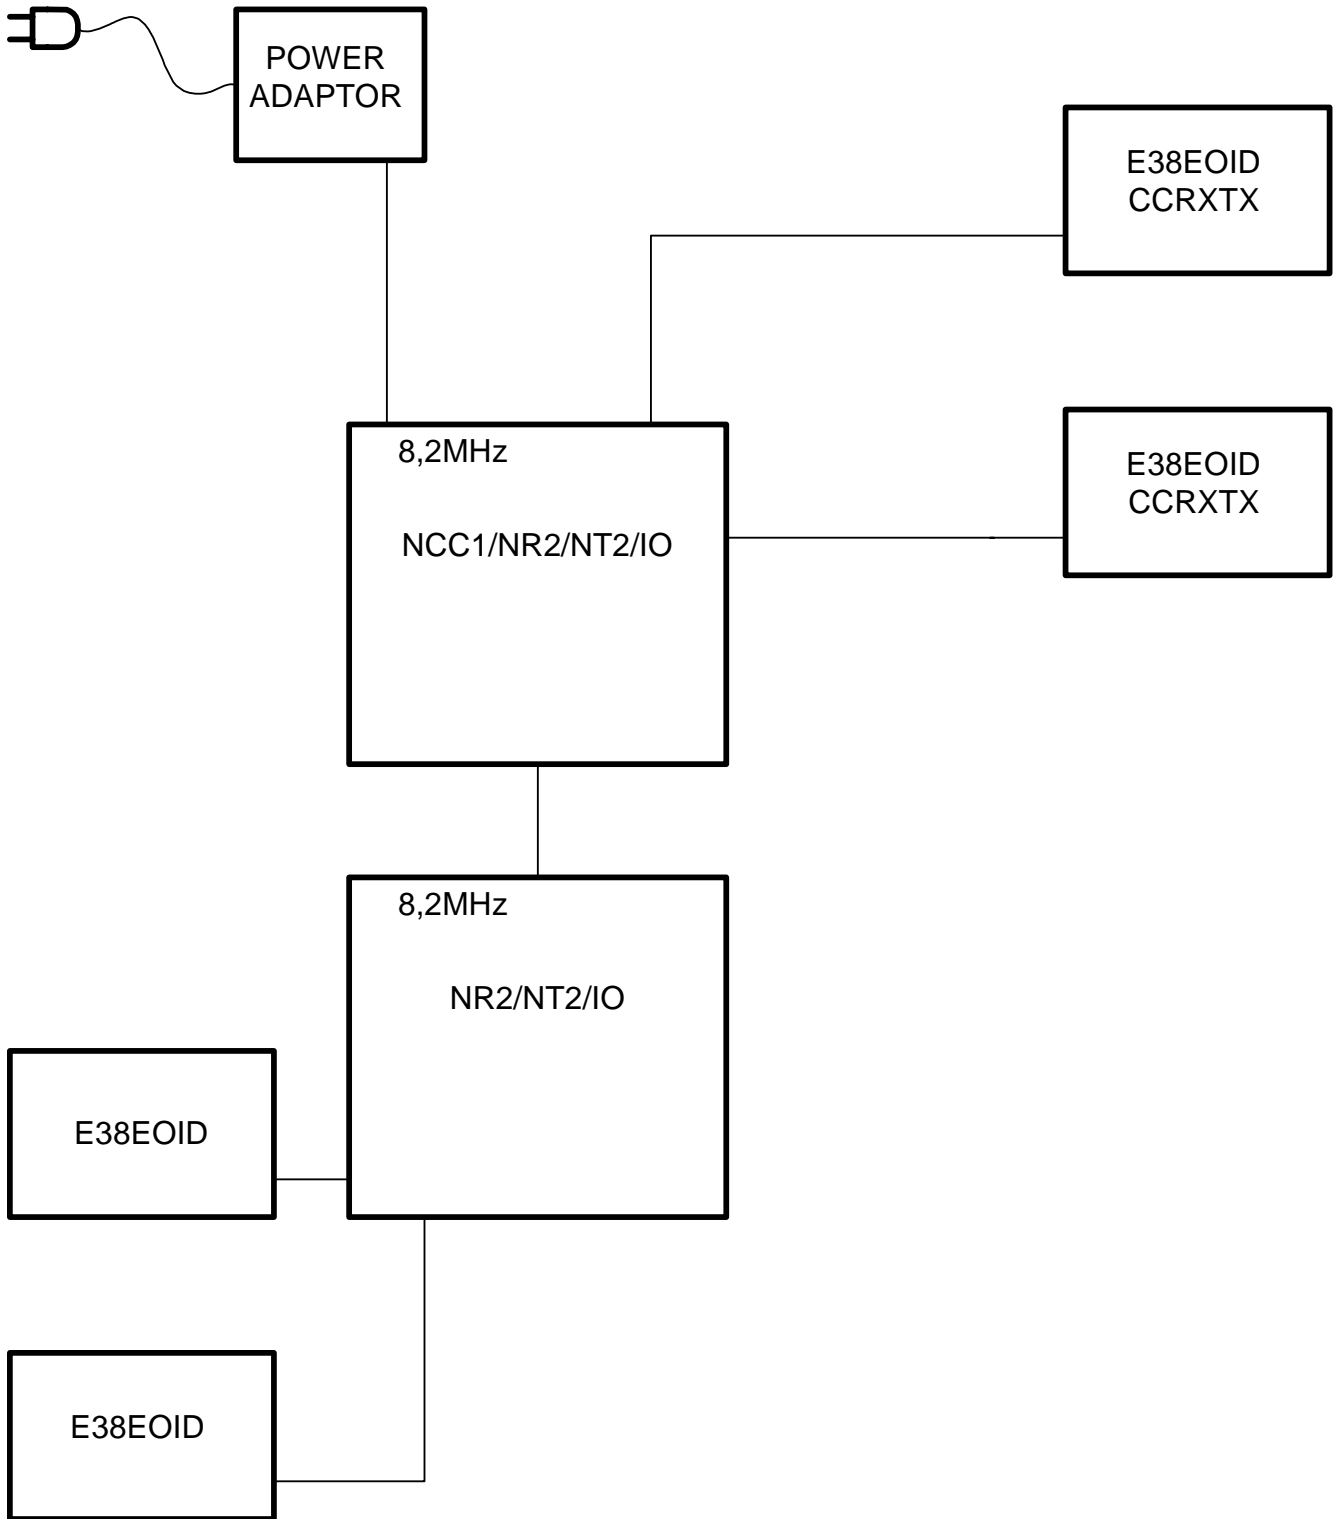 POWER
ADAPTOR
E38EOID
CCRXTX
E38EOID
CCRXTX
8,2MHz
NCC1/NR2/NT2/IO
8,2MHz
NR2/NT2/IO
E38EOID
E38EOID